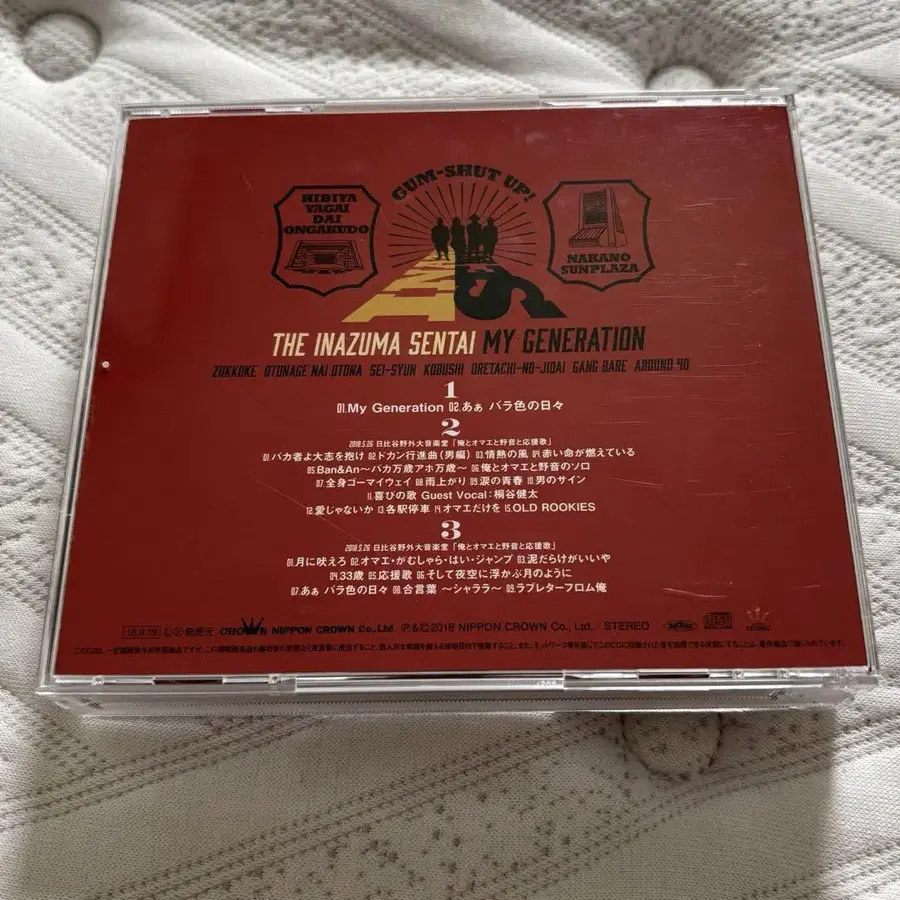 HIBIYA
YAGAI
DAI
ONGAKUDO
GUM-SHUT UP!
NAKANO
SUNPLAZA
THE INAZUMA SENTAI MY GENERATION
ZUKKOKE OTONAGE NAI OTONA SEI-SYUN KOBUSHI ORETACHI-NO-JIDAI GANG BARE AROUND 40
1
01.My Generation 02.あぁ バラ色の日々
2
2018.5.26 日比谷野外大音楽堂「俺とオマエと野音と応援歌」
01.バカ者よ大志を抱け 02.ドカン行進曲(男編) 03.情熱の風 04.赤い命が燃えている
05.Ban&An〜バカ万歳アホ万歳〜 06.俺とオマエと野音のソロ
07.全身ゴーマイウェイ 08.雨上がり 09.涙の青春 10.男のサイン
11.喜びの歌 Guest Vocal:桐谷健太
12.愛じゃないか 13.各駅停車 14.オマエだけを 15.OLD ROOKIES
3
2018.5.26 日比谷野外大音楽堂「俺とオマエと野音と応援歌」
01.月に吠えろ 02.オマエ・がむしゃら・はい・ジャンプ 03.泥だらけがいいや
04.33歳 05.応援歌 06.そして夜空に浮かぶ月のように
07.あぁ バラ色の日々 08.合言葉 〜シャララ〜 09.ラブレターフロム俺
18.9.19 発売元・CROWN NIPPON CROWN Co., Ltd. ℗&© 2018 NIPPON CROWN Co., Ltd. / STEREO